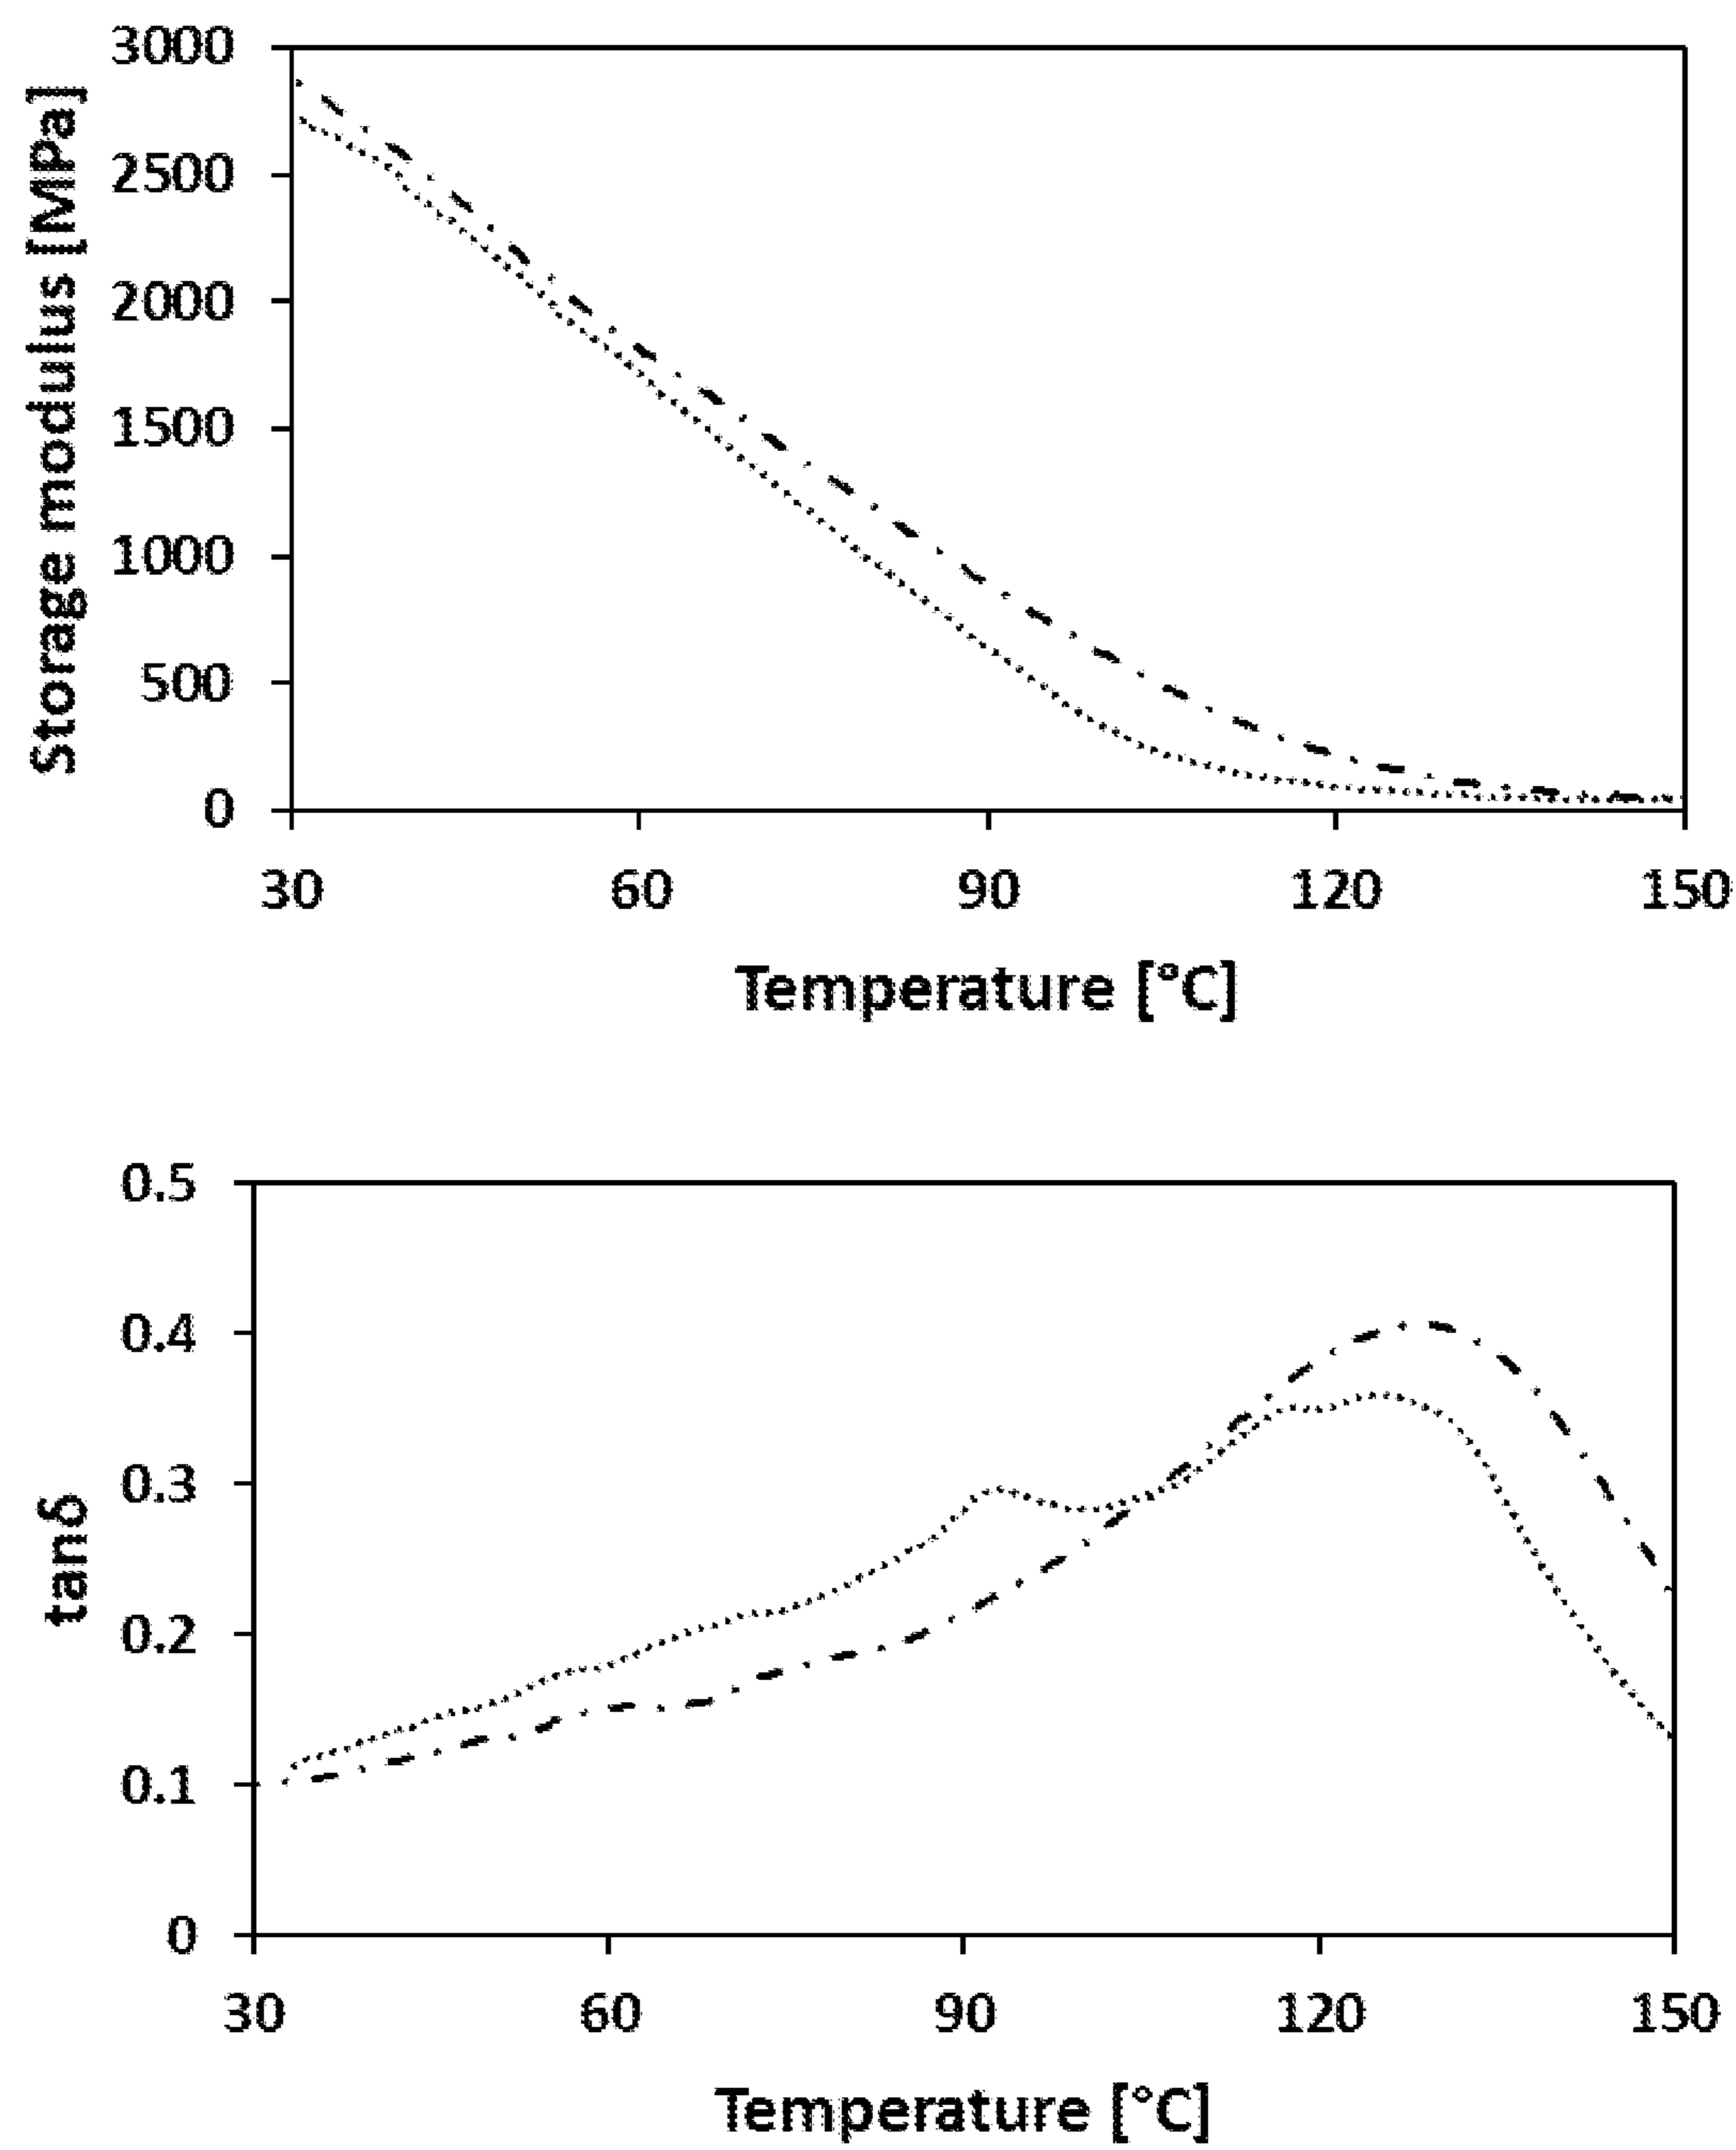 Storage modulus [MPa]
3000
2500
2000
1500
1000
500
0
30 60 90 120 150
Temperature [°C]
tanδ
0.5
0.4
0.3
0.2
0.1
0
30 60 90 120 150
Temperature [°C]